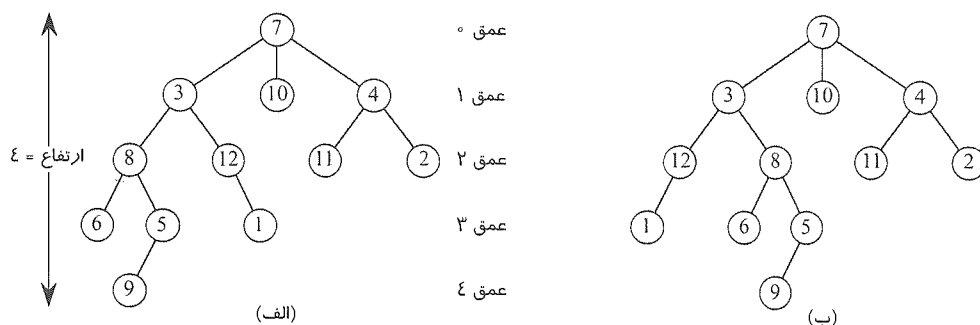 7 عمق ۰ 7
3 10 4 عمق ۱ 3 10 4
ارتفاع = ٤ 8 12 11 2 عمق ۲ 12 8 11 2
6 5 1 عمق ۳ 1 6 5
9 عمق ٤ 9
(الف) (ب)